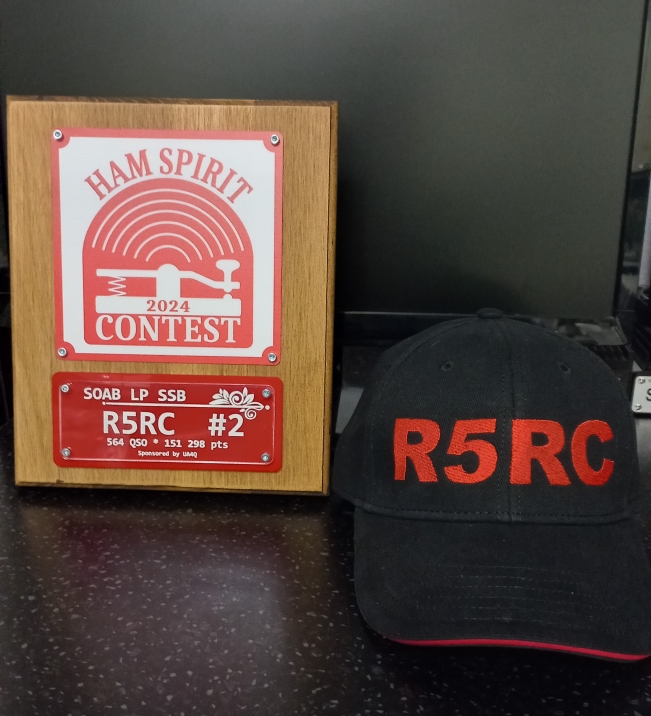 HAM SPIRIT
2024
CONTEST
SOAB LP SSB
R5RC #2
564 QSO * 151 298 pts
Sponsored by UA4Q
R5RC